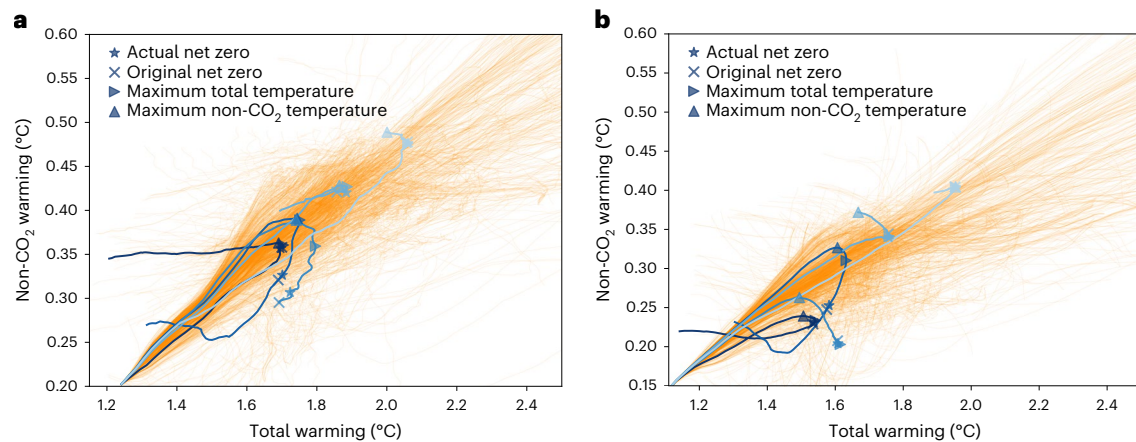 a
0.60
0.55
0.50
0.45
0.40
0.35
0.30
0.25
0.20
Non-CO₂ warming (°C)
Actual net zero
Original net zero
Maximum total temperature
Maximum non-CO₂ temperature
1.2 1.4 1.6 1.8 2.0 2.2 2.4
Total warming (°C)
b
0.60
0.55
0.50
0.40
0.30
0.25
0.20
0.15
Non-CO₂ warming (°C)
Actual net zero
Original net zero
Maximum total temperature
Maximum non-CO₂ temperature
1.2 1.4 1.6 1.8 2.0 2.2 2.4
Total warming (°C)